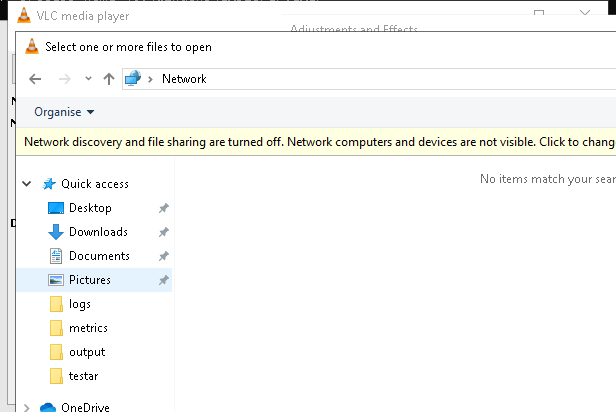 VLC media player
Adjustments and Effects
Select one or more files to open
Network
Organise
Network discovery and file sharing are turned off. Network computers and devices are not visible. Click to chang
Quick access
No items match your sear
Desktop
Downloads
Documents
Pictures
logs
metrics
output
testar
OneDrive